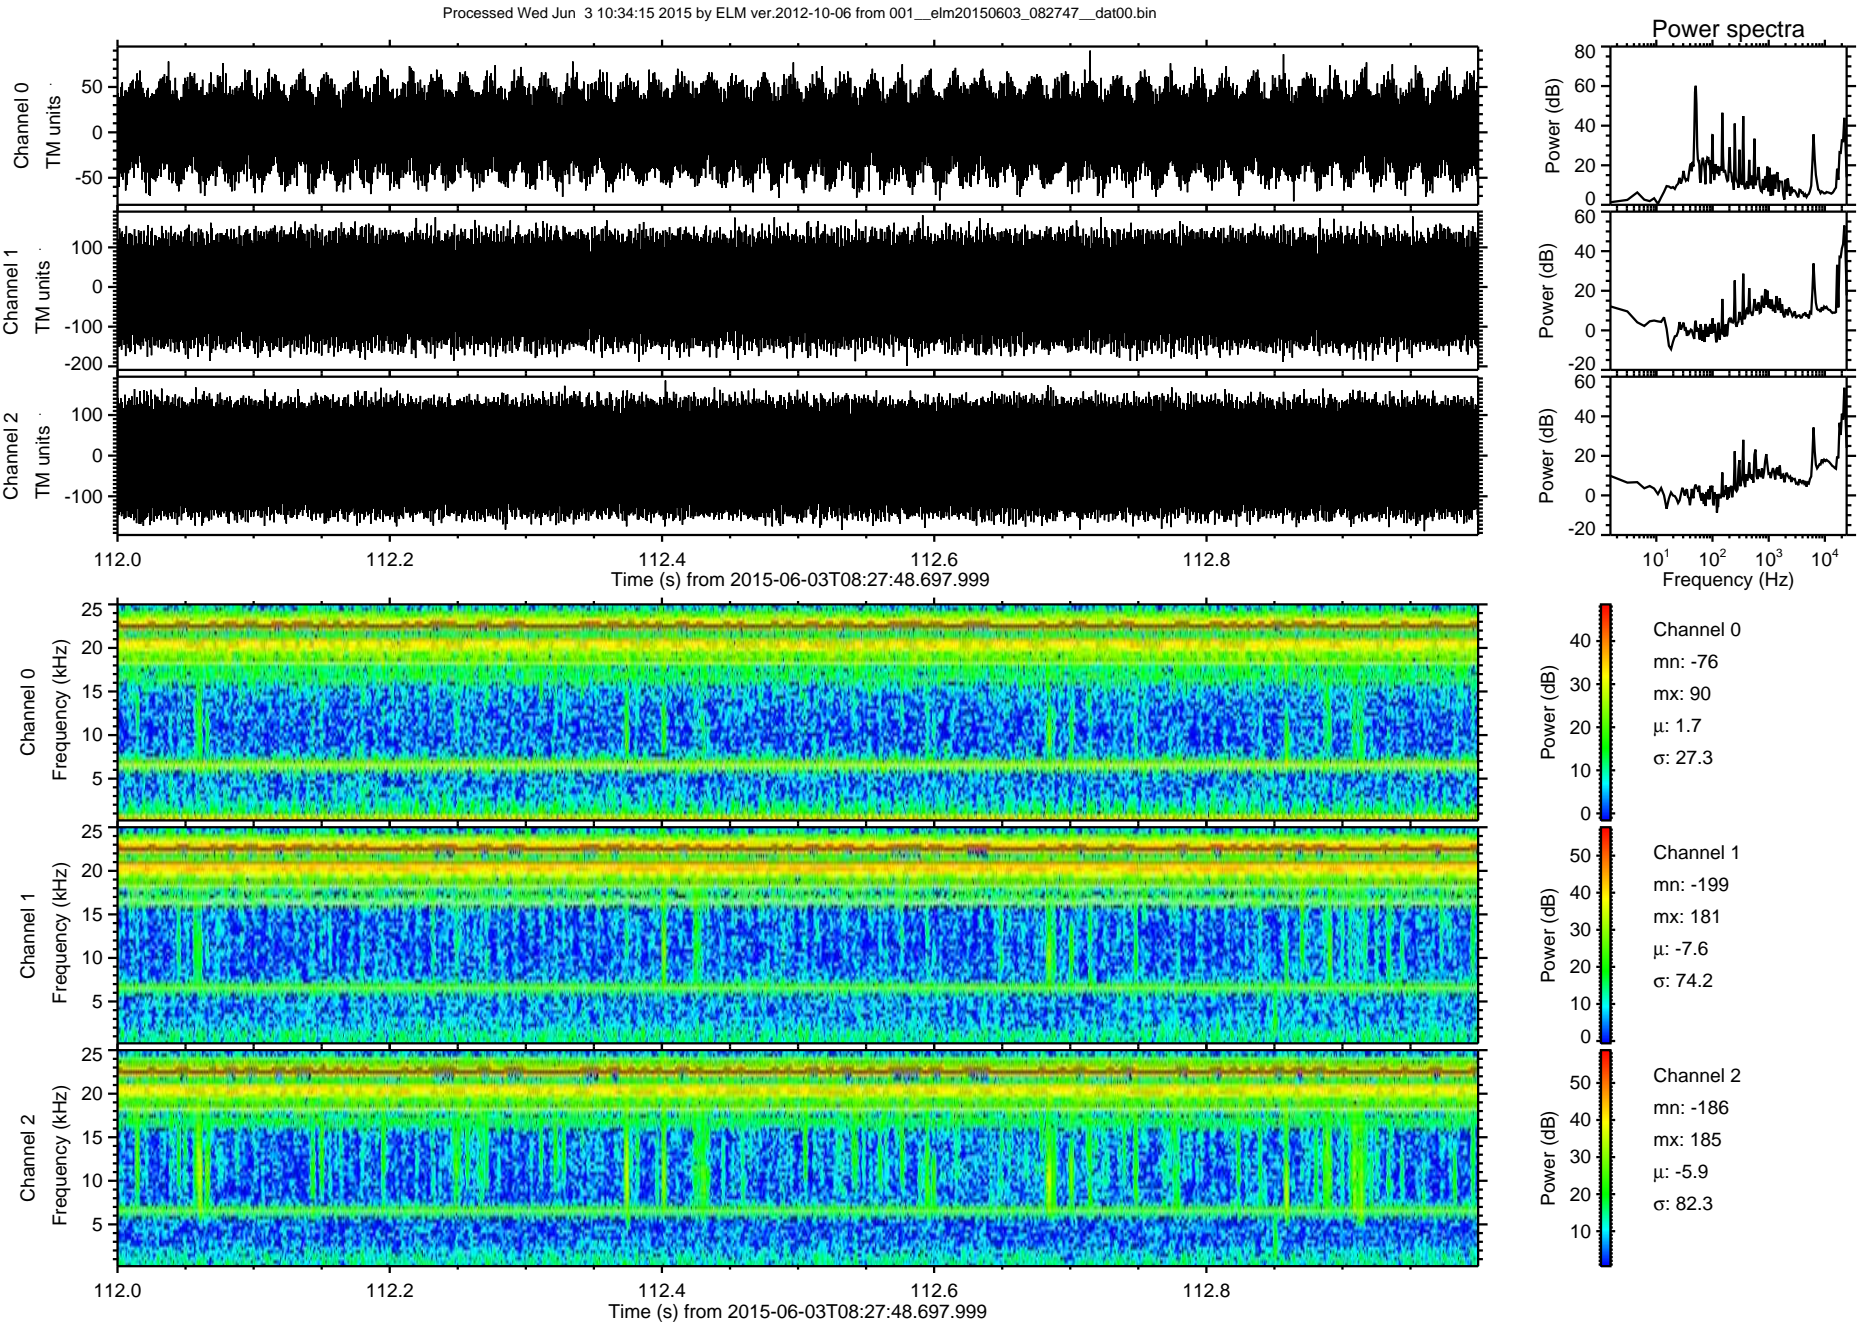 Processed Wed Jun 3 10:34:15 2015 by ELM ver.2012-10-06 from 001__elm20150603_082747__dat00.bin
Power spectra
Channel 0
TM units
50
0
-50
Power (dB)
80
60
40
20
0
Channel 1
TM units
100
0
-100
-200
Power (dB)
60
40
20
0
-20
Channel 2
TM units
100
0
-100
Power (dB)
60
40
20
0
-20
112.0 112.2 112.4 112.6 112.8
Time (s) from 2015-06-03T08:27:48.697.999
10^1 10^2 10^3 10^4
Frequency (Hz)
Channel 0
Frequency (kHz)
25
20
15
10
5
Power (dB)
40
30
20
10
0
Channel 0
mn: -76
mx: 90
μ: 1.7
σ: 27.3
Channel 1
Frequency (kHz)
25
20
15
10
5
Power (dB)
50
40
30
20
10
0
Channel 1
mn: -199
mx: 181
μ: -7.6
σ: 74.2
Channel 2
Frequency (kHz)
25
20
15
10
5
Power (dB)
50
40
30
20
10
Channel 2
mn: -186
mx: 185
μ: -5.9
σ: 82.3
112.0 112.2 112.4 112.6 112.8
Time (s) from 2015-06-03T08:27:48.697.999